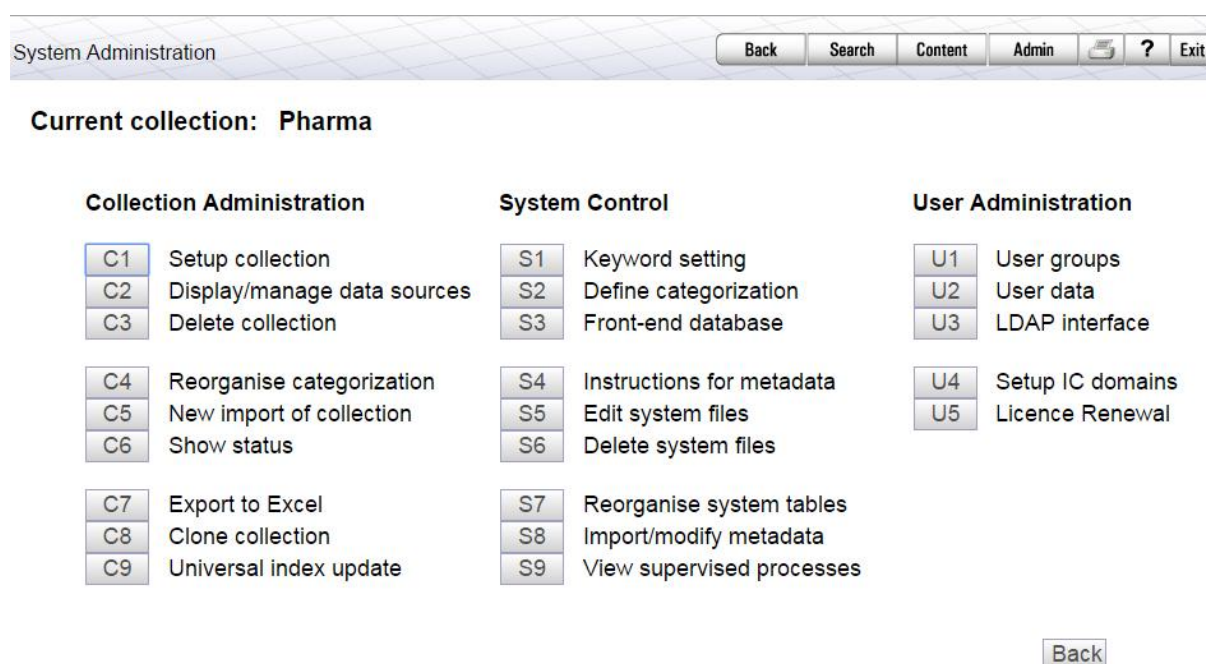 System Administration
Back Search Content Admin ? Exit
Current collection: Pharma
Collection Administration
C1 Setup collection
C2 Display/manage data sources
C3 Delete collection
C4 Reorganise categorization
C5 New import of collection
C6 Show status
C7 Export to Excel
C8 Clone collection
C9 Universal index update
System Control
S1 Keyword setting
S2 Define categorization
S3 Front-end database
S4 Instructions for metadata
S5 Edit system files
S6 Delete system files
S7 Reorganise system tables
S8 Import/modify metadata
S9 View supervised processes
User Administration
U1 User groups
U2 User data
U3 LDAP interface
U4 Setup IC domains
U5 Licence Renewal
Back